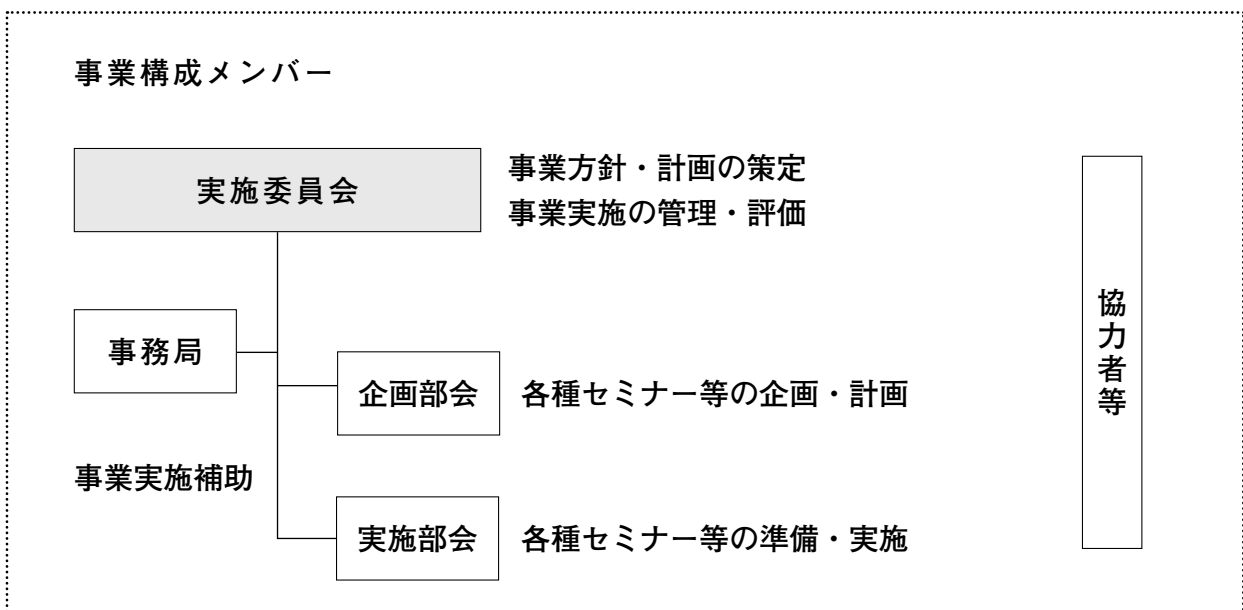 事業構成メンバー
実施委員会
事業方針・計画の策定
事業実施の管理・評価
事務局
企画部会
各種セミナー等の企画・計画
事業実施補助
実施部会
各種セミナー等の準備・実施
協力者等